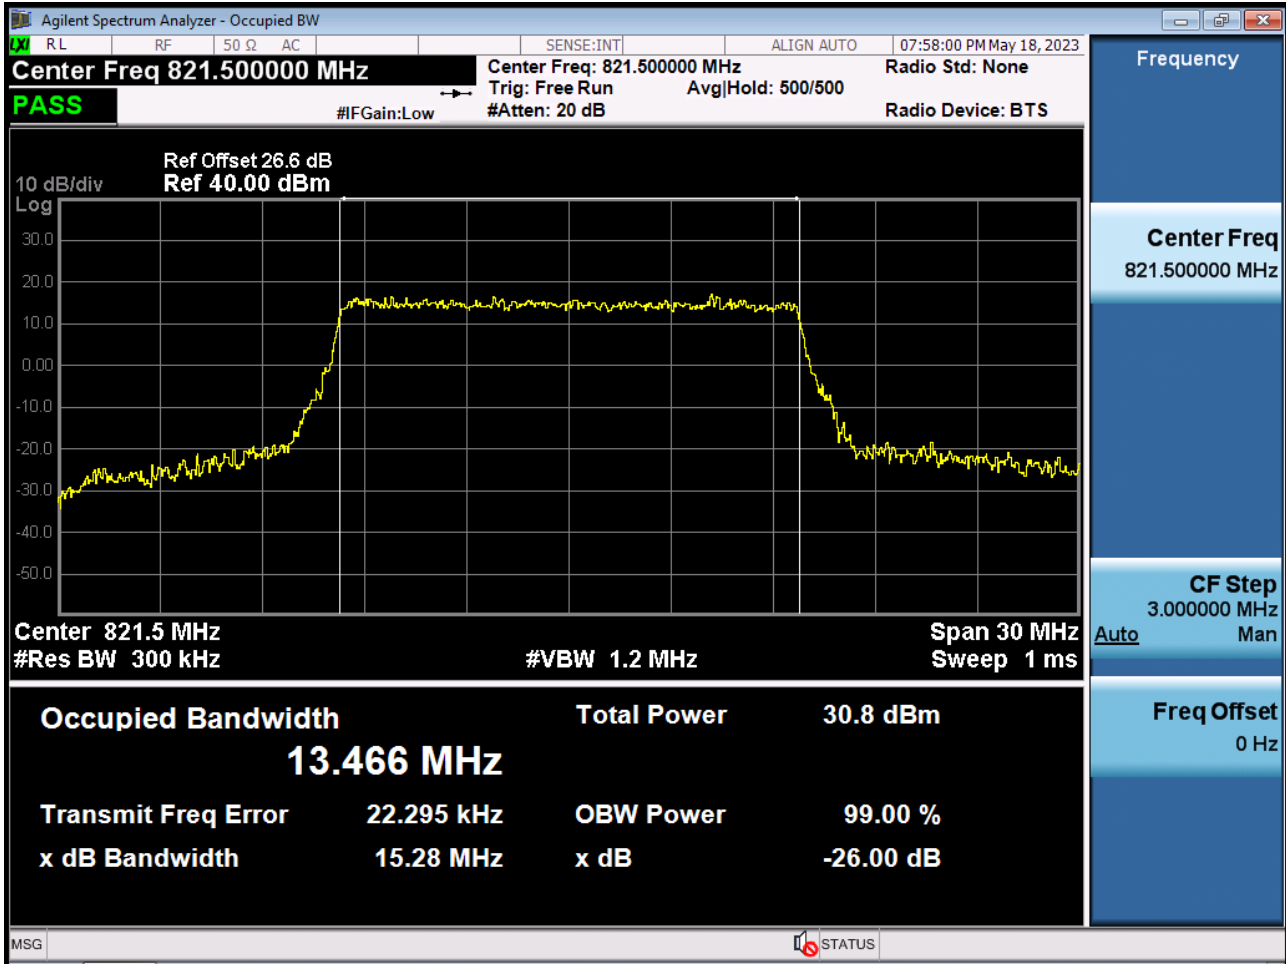 Agilent Spectrum Analyzer - Occupied BW
LXI RL RF 50 Ω AC SENSE:INT ALIGN AUTO 07:58:00 PM May 18, 2023
Center Freq 821.500000 MHz
Center Freq: 821.500000 MHz Radio Std: None
Trig: Free Run Avg|Hold: 500/500
PASS
#IFGain:Low #Atten: 20 dB Radio Device: BTS
Ref Offset 26.6 dB
10 dB/div Ref 40.00 dBm
Log
30.0
20.0
10.0
0.00
-10.0
-20.0
-30.0
-40.0
-50.0
Center 821.5 MHz Span 30 MHz
#Res BW 300 kHz #VBW 1.2 MHz Sweep 1 ms
Occupied Bandwidth Total Power 30.8 dBm
13.466 MHz
Transmit Freq Error 22.295 kHz OBW Power 99.00 %
x dB Bandwidth 15.28 MHz x dB -26.00 dB
MSG STATUS
Frequency
Center Freq
821.500000 MHz
CF Step
3.000000 MHz
Auto Man
Freq Offset
0 Hz